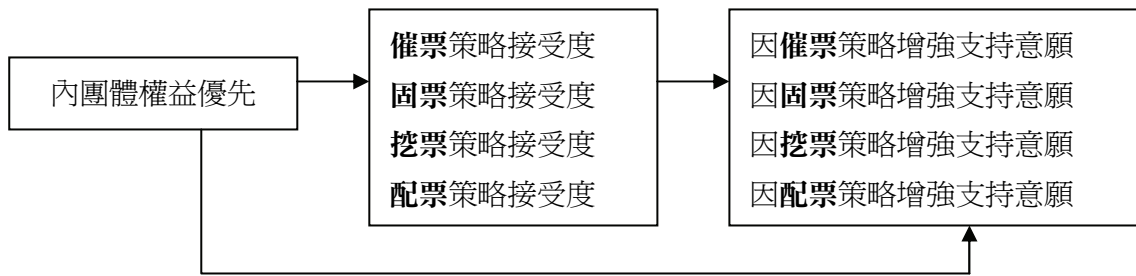 內團體權益優先
催票策略接受度
固票策略接受度
挖票策略接受度
配票策略接受度
因催票策略增強支持意願
因固票策略增強支持意願
因挖票策略增強支持意願
因配票策略增強支持意願